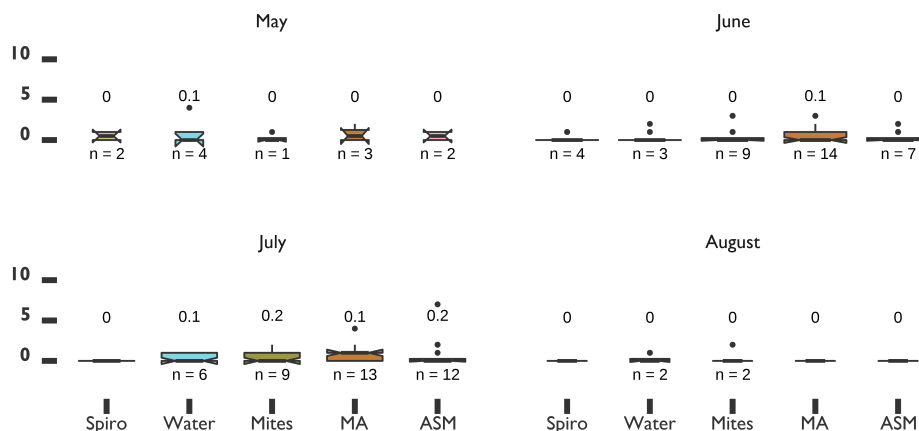 May June
10
5
0
0 0.1 0 0 0 0 0 0 0.1 0
n = 2 n = 4 n = 1 n = 3 n = 2 n = 4 n = 3 n = 9 n = 14 n = 7
July August
10
5
0
0 0.1 0.2 0.1 0.2 0 0 0 0 0
n = 6 n = 9 n = 13 n = 12 n = 2 n = 2
Spiro Water Mites MA ASM Spiro Water Mites MA ASM